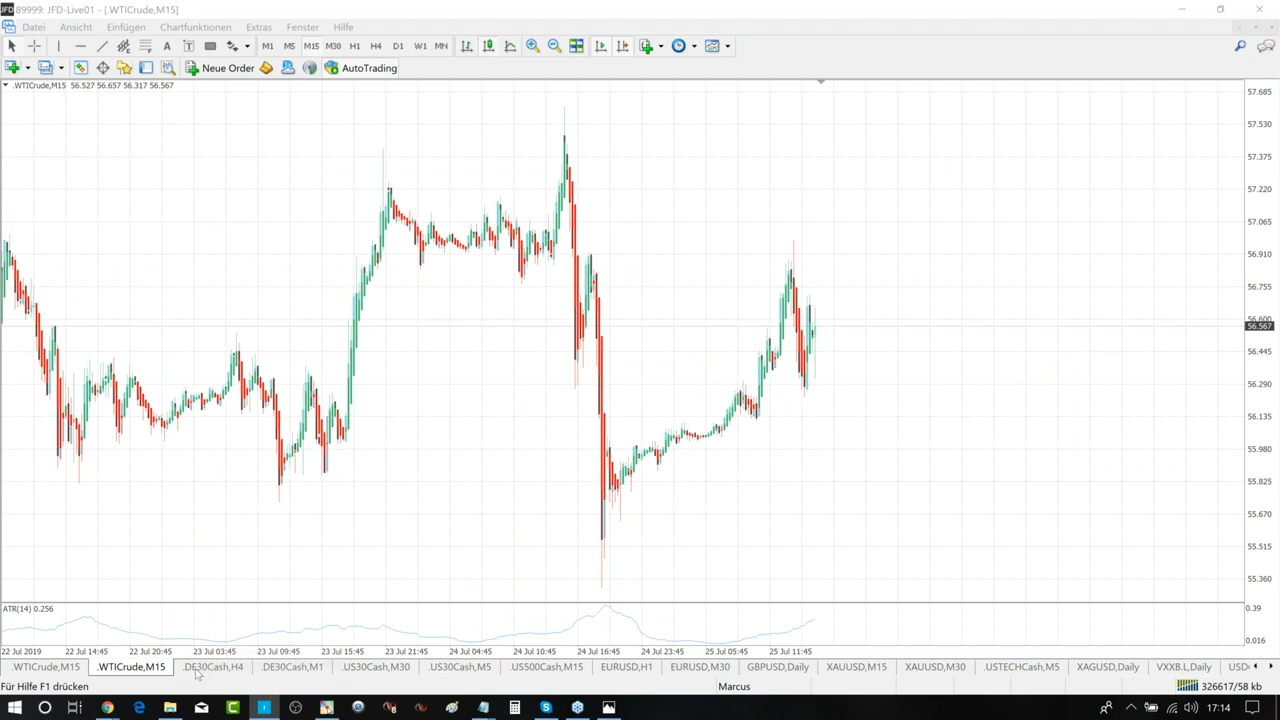 JFD 89999: JFD-Live01 - [.WTICrude,M15]
Datei Ansicht Einfügen Chartfunktionen Extras Fenster Hilfe
M1 M5 M15 M30 H1 H4 D1 W1 MN
Neue Order AutoTrading
.WTICrude,M15 56.527 56.657 56.317 56.567
57.685
57.530
57.375
57.220
57.065
56.910
56.755
56.600
56.567
56.445
56.290
56.135
55.980
55.825
55.670
55.515
55.360
ATR(14) 0.256
0.39
0.016
22 Jul 2019 22 Jul 14:45 22 Jul 20:45 23 Jul 03:45 23 Jul 09:45 23 Jul 15:45 23 Jul 21:45 24 Jul 04:45 24 Jul 10:45 24 Jul 16:45 24 Jul 23:45 25 Jul 05:45 25 Jul 11:45
.WTICrude,M15 .WTICrude,M15 .DE30Cash,H4 .DE30Cash,M1 .US30Cash,M30 .US30Cash,M5 .US500Cash,M15 EURUSD,H1 EURUSD,M30 GBPUSD,Daily XAUUSD,M15 XAUUSD,M30 .USTECHCash,M5 XAGUSD,Daily VXXB.L,Daily USD
Für Hilfe F1 drücken Marcus 326617/58 kb
17:14